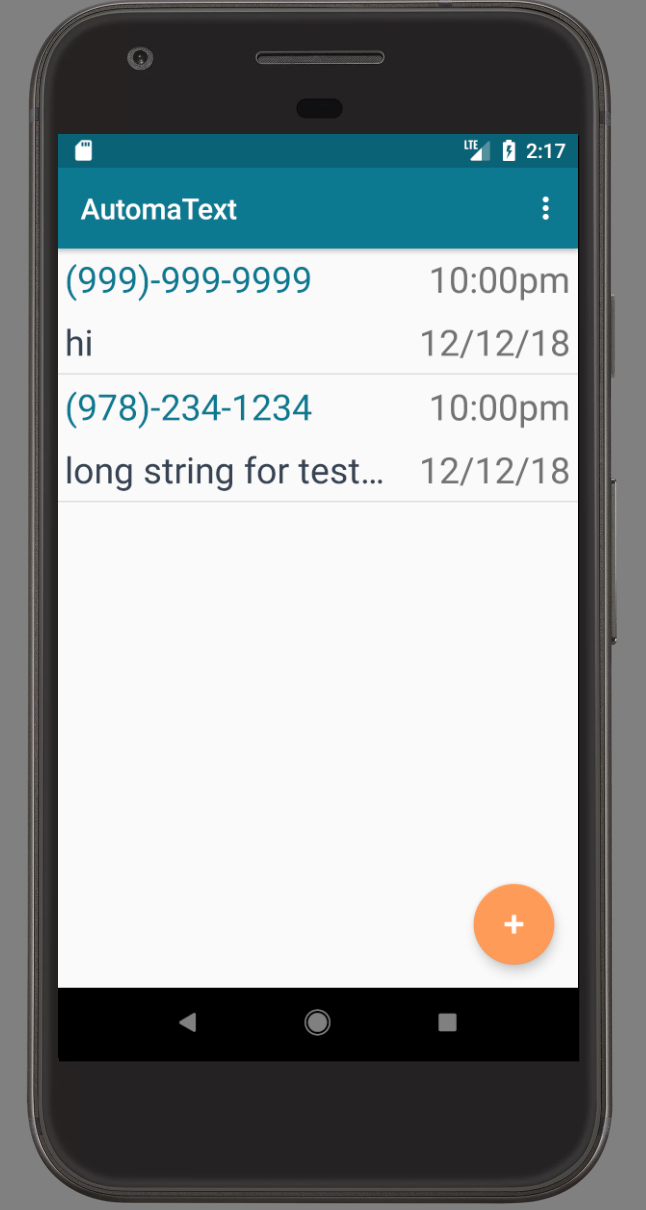 LTE 2:17
AutomaText
(999)-999-9999 10:00pm
hi 12/12/18
(978)-234-1234 10:00pm
long string for test... 12/12/18
+